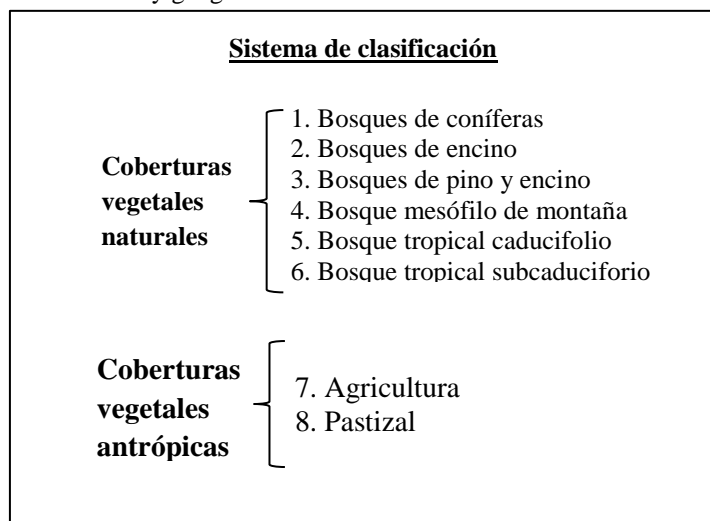 Sistema de clasificación
Coberturas
vegetales
naturales
1. Bosques de coníferas
2. Bosques de encino
3. Bosques de pino y encino
4. Bosque mesófilo de montaña
5. Bosque tropical caducifolio
6. Bosque tropical subcaduciforio
Coberturas
vegetales
antrópicas
7. Agricultura
8. Pastizal